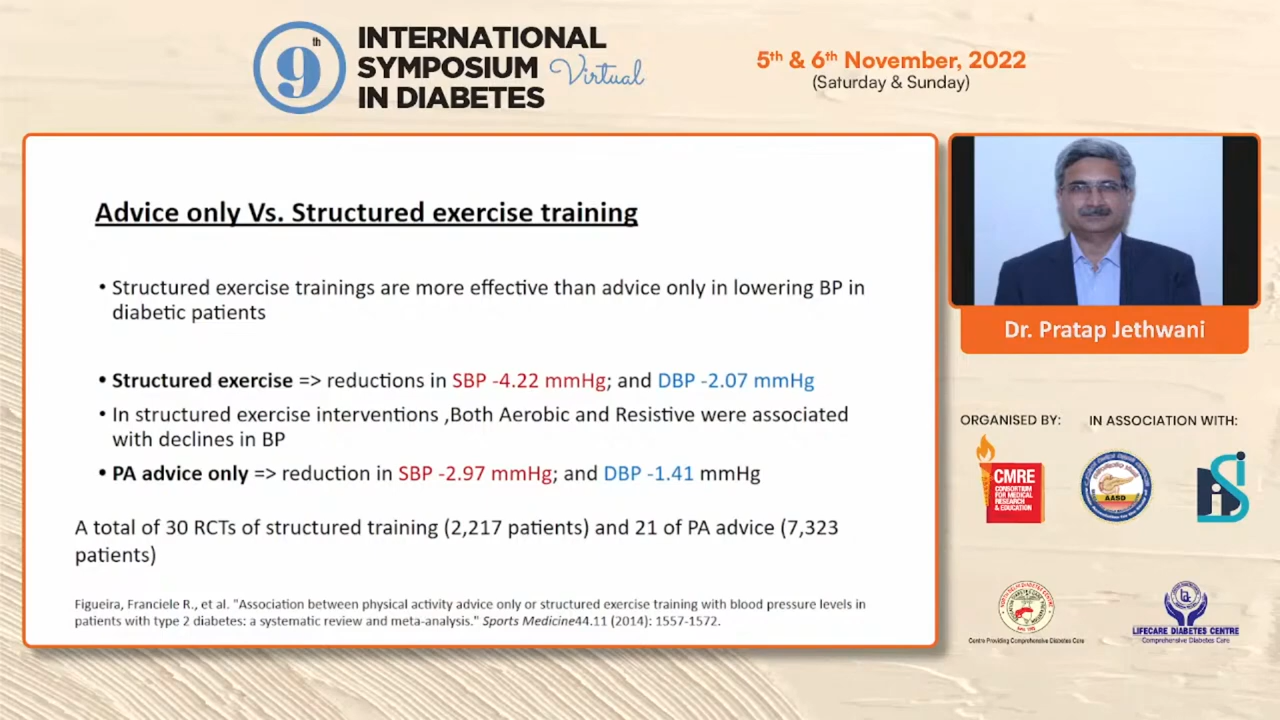 9
th
INTERNATIONAL
SYMPOSIUM Virtual
IN DIABETES
5th & 6th November, 2022
(Saturday & Sunday)
Advice only Vs. Structured exercise training
• Structured exercise trainings are more effective than advice only in lowering BP in
diabetic patients
• Structured exercise => reductions in SBP -4.22 mmHg; and DBP -2.07 mmHg
• In structured exercise interventions ,Both Aerobic and Resistive were associated
with declines in BP
• PA advice only => reduction in SBP -2.97 mmHg; and DBP -1.41 mmHg
A total of 30 RCTs of structured training (2,217 patients) and 21 of PA advice (7,323
patients)
Figueira, Franciele R., et al. "Association between physical activity advice only or structured exercise training with blood pressure levels in
patients with type 2 diabetes: a systematic review and meta-analysis." Sports Medicine44.11 (2014): 1557-1572.
Dr. Pratap Jethwani
ORGANISED BY:
IN ASSOCIATION WITH:
CMRE
CONSORTIUM
FOR MEDICAL
RESEARCH
& EDUCATION
AASD
Centre Providing Comprehensive Diabetes Care
LIFECARE DIABETES CENTRE
Comprehensive Diabetes Care